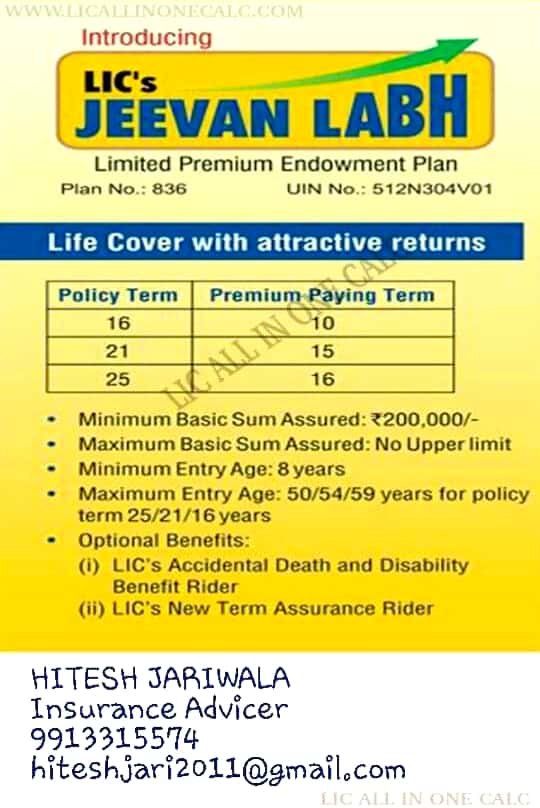 WWW.LICALLINONECALC.COM
Introducing
LIC's
JEEVAN LABH
Limited Premium Endowment Plan
Plan No.: 836 UIN No.: 512N304V01
Life Cover with attractive returns
Policy Term Premium Paying Term
16 10
21 15
25 16
LIC ALL IN ONE CALC
• Minimum Basic Sum Assured: ₹200,000/-
• Maximum Basic Sum Assured: No Upper limit
• Minimum Entry Age: 8 years
• Maximum Entry Age: 50/54/59 years for policy
term 25/21/16 years
• Optional Benefits:
(i) LIC's Accidental Death and Disability
Benefit Rider
(ii) LIC's New Term Assurance Rider
HITESH JARIWALA
Insurance Advicer
9913315574
hiteshjari2011@gmail.com
LIC ALL IN ONE CALC